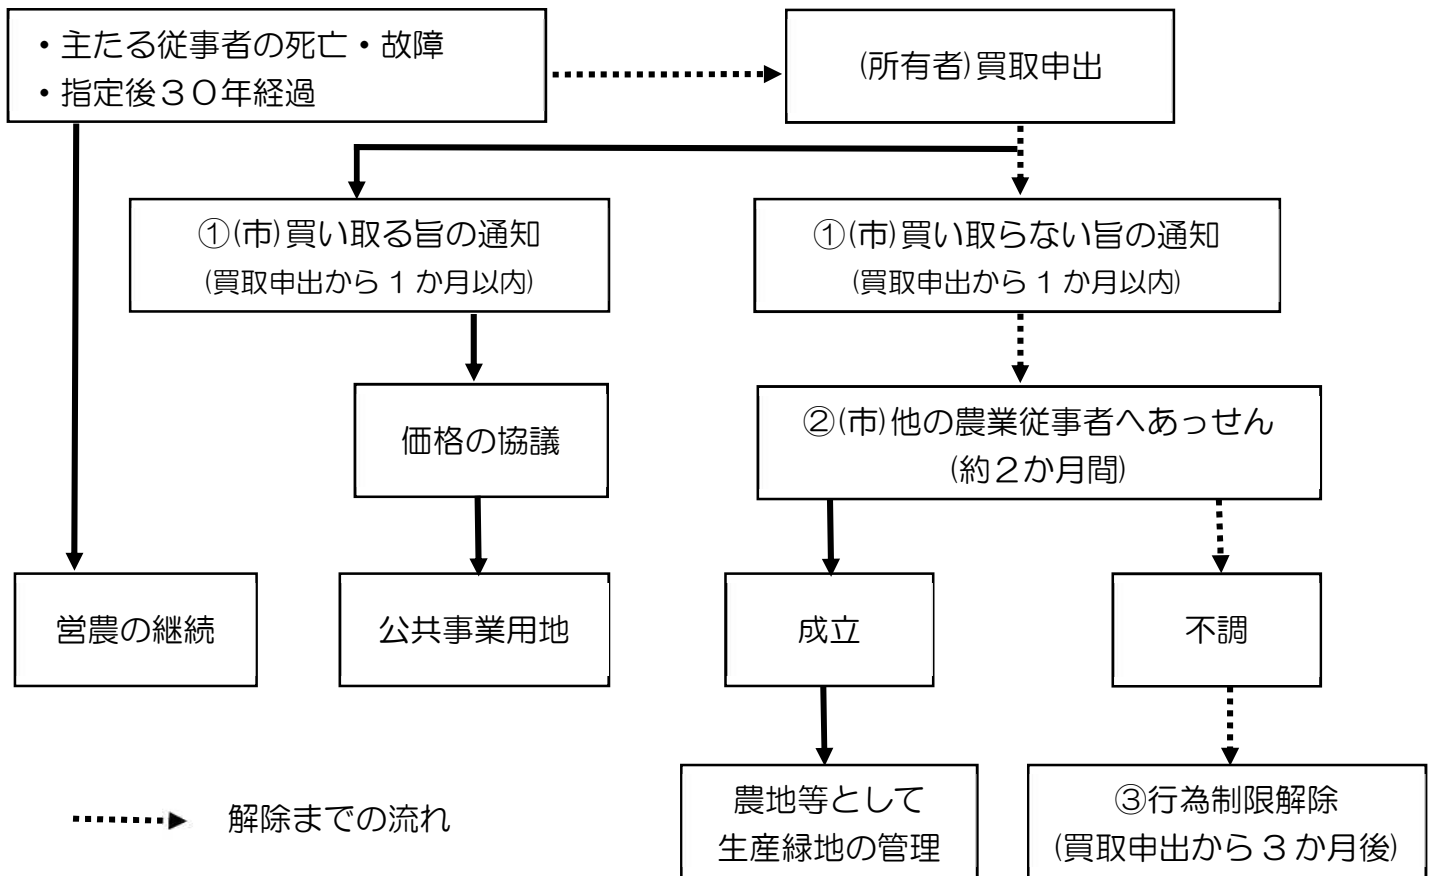 ・主たる従事者の死亡・故障
・指定後３０年経過
(所有者)買取申出
①(市)買い取る旨の通知
(買取申出から１か月以内)
①(市)買い取らない旨の通知
(買取申出から１か月以内)
価格の協議
②(市)他の農業従事者へあっせん
(約２か月間)
営農の継続
公共事業用地
成立
不調
農地等として
生産緑地の管理
③行為制限解除
(買取申出から３か月後)
解除までの流れ